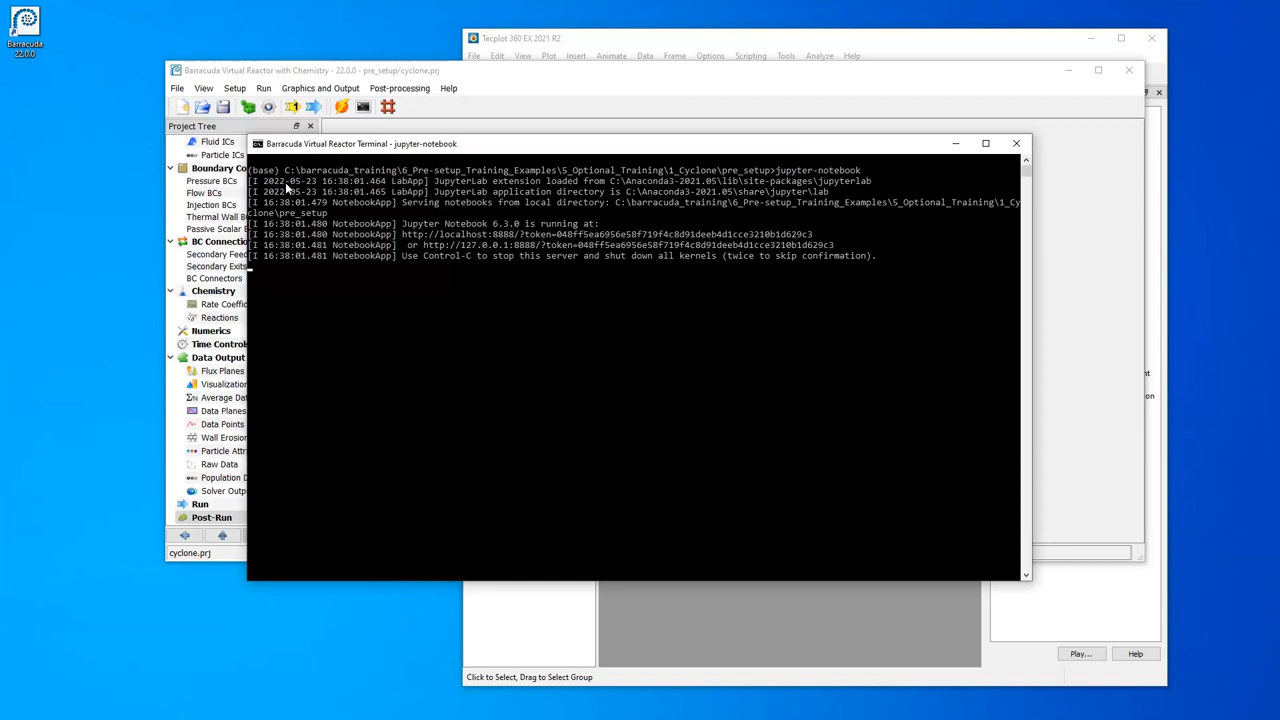 Barracuda
22.0.0
Tecplot 360 EX 2021 R2
File Edit View Plot Insert Animate Data Frame Options Scripting Tools Analyze Help
Barracuda Virtual Reactor with Chemistry - 22.0.0 - pre_setup/cyclone.prj
File View Setup Run Graphics and Output Post-processing Help
Project Tree
Fluid ICs
Particle ICs
Boundary Co
Pressure BCs
Flow BCs
Injection BCs
Thermal Wall B
Passive Scalar B
BC Connection
Secondary Feed
Secondary Exits
BC Connectors
Chemistry
Rate Coeffic
Reactions
Numerics
Time Controls
Data Output
Flux Planes
Visualization
Average Data
Data Planes
Data Points
Wall Erosion
Particle Attri
Raw Data
Population D
Solver Outpu
Run
Post-Run
cyclone.prj
Barracuda Virtual Reactor Terminal - jupyter-notebook
(base) C:\barracuda_training\6_Pre-setup_Training_Examples\5_Optional_Training\1_Cyclone\pre_setup>jupyter-notebook
[I 2022-05-23 16:38:01.464 LabApp] JupyterLab extension loaded from C:\Anaconda3-2021.05\lib\site-packages\jupyterlab
[I 2022-05-23 16:38:01.465 LabApp] JupyterLab application directory is C:\Anaconda3-2021.05\share\jupyter\lab
[I 16:38:01.479 NotebookApp] Serving notebooks from local directory: C:\barracuda_training\6_Pre-setup_Training_Examples\5_Optional_Training\1_Cy
clone\pre_setup
[I 16:38:01.480 NotebookApp] Jupyter Notebook 6.3.0 is running at:
[I 16:38:01.480 NotebookApp] http://localhost:8888/?token=048ff5ea6956e58f719f4c8d91deeb4d1cce3210b1d629c3
[I 16:38:01.481 NotebookApp]  or http://127.0.0.1:8888/?token=048ff5ea6956e58f719f4c8d91deeb4d1cce3210b1d629c3
[I 16:38:01.481 NotebookApp] Use Control-C to stop this server and shut down all kernels (twice to skip confirmation).
nt
on
Play... Help
Click to Select, Drag to Select Group